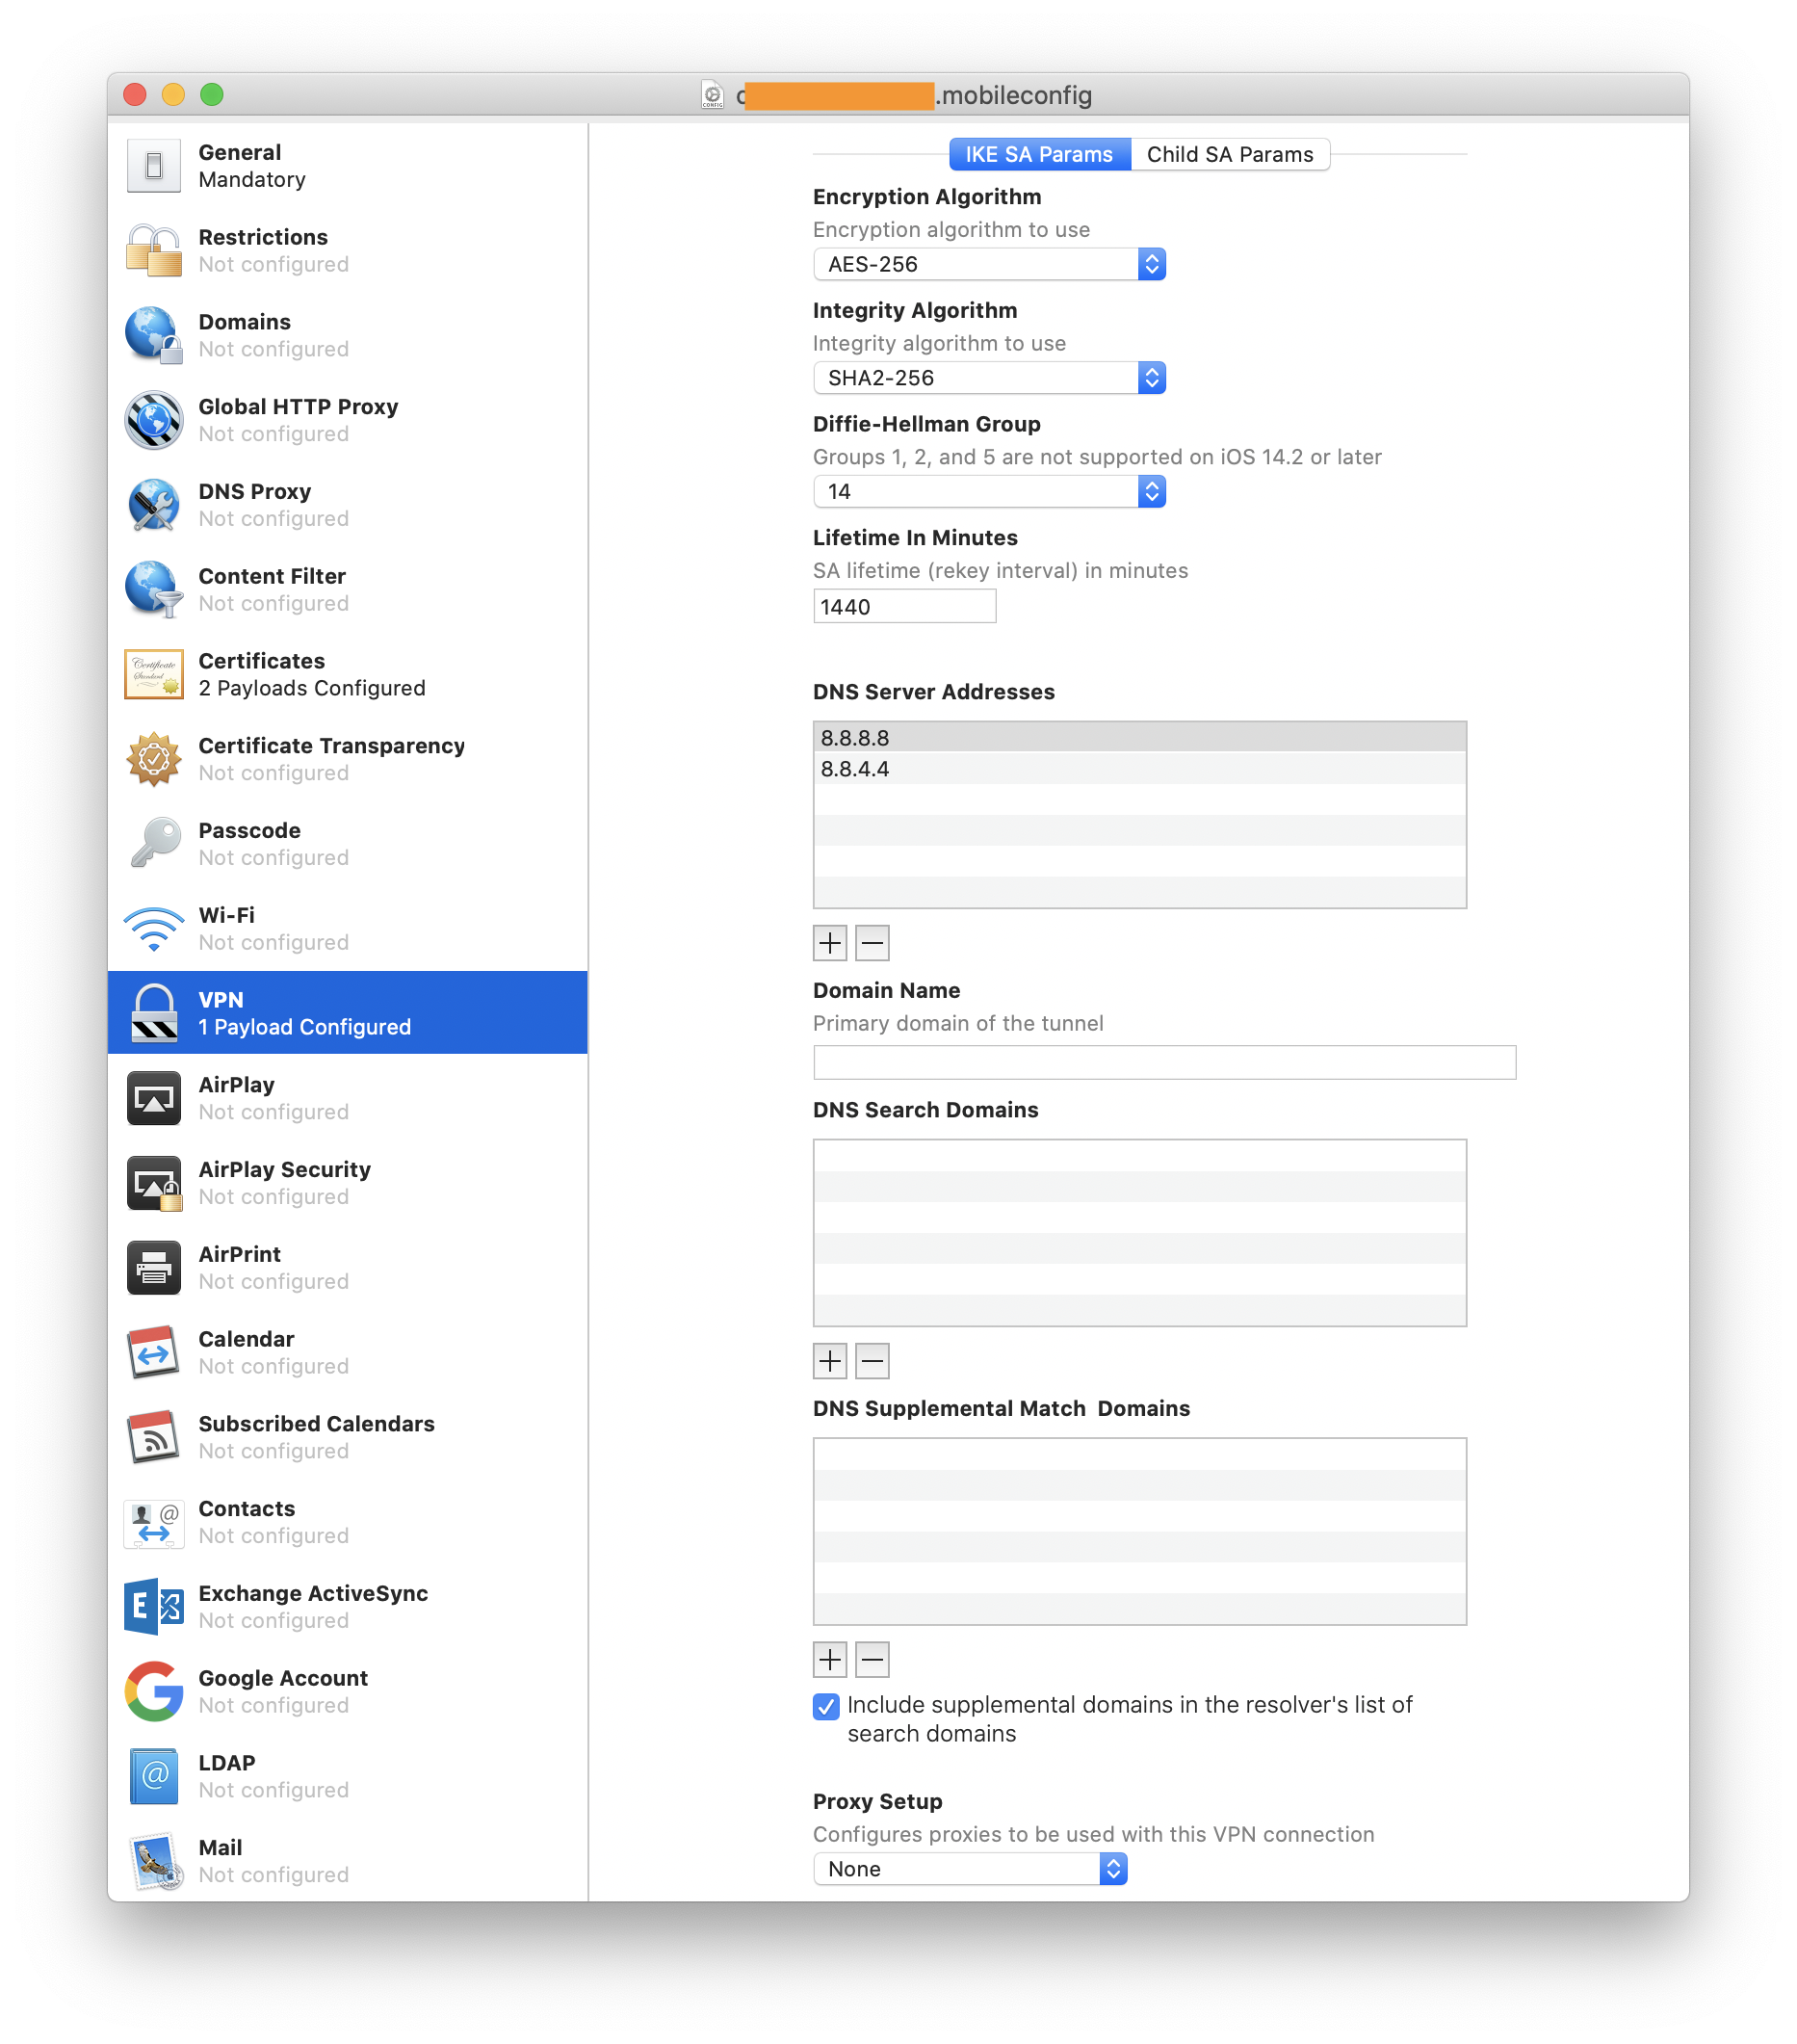 .mobileconfig
General
Mandatory
Restrictions
Not configured
Domains
Not configured
Global HTTP Proxy
Not configured
DNS Proxy
Not configured
Content Filter
Not configured
Certificates
2 Payloads Configured
Certificate Transparency
Not configured
Passcode
Not configured
Wi-Fi
Not configured
VPN
1 Payload Configured
AirPlay
Not configured
AirPlay Security
Not configured
AirPrint
Not configured
Calendar
Not configured
Subscribed Calendars
Not configured
Contacts
Not configured
Exchange ActiveSync
Not configured
Google Account
Not configured
LDAP
Not configured
Mail
Not configured
IKE SA Params
Child SA Params
Encryption Algorithm
Encryption algorithm to use
AES-256
Integrity Algorithm
Integrity algorithm to use
SHA2-256
Diffie-Hellman Group
Groups 1, 2, and 5 are not supported on iOS 14.2 or later
14
Lifetime In Minutes
SA lifetime (rekey interval) in minutes
1440
DNS Server Addresses
8.8.8.8
8.8.4.4
Domain Name
Primary domain of the tunnel
DNS Search Domains
DNS Supplemental Match  Domains
Include supplemental domains in the resolver's list of
search domains
Proxy Setup
Configures proxies to be used with this VPN connection
None